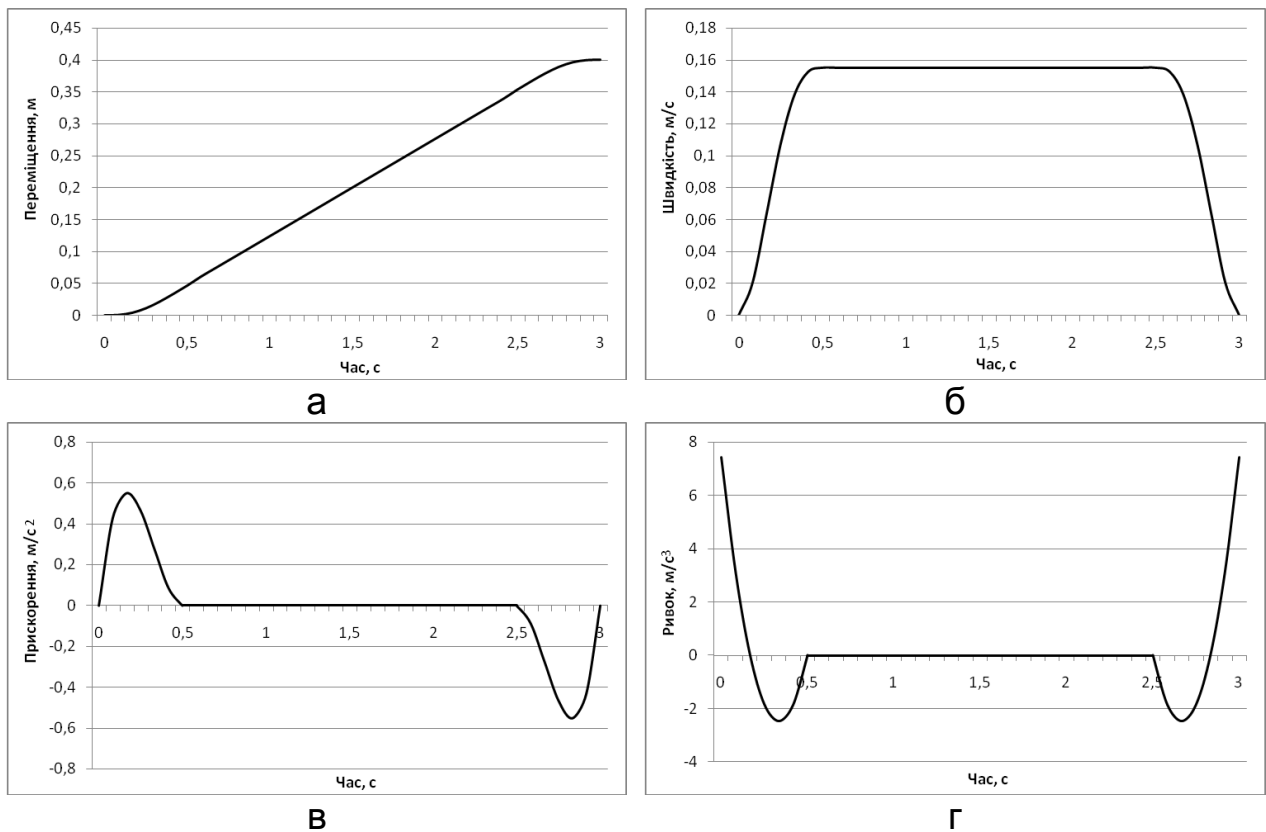 0,45
0,4
0,35
0,3
0,25
0,2
0,15
0,1
0,05
0
Переміщення, м
0 0,5 1 1,5 2 2,5 3
Час, с
а
0,18
0,16
0,14
0,12
0,1
0,08
0,06
0,04
0,02
0
Швидкість, м/с
0 0,5 1 1,5 2 2,5 3
Час, с
б
0,8
0,6
0,4
0,2
0
-0,2
-0,4
-0,6
-0,8
Прискорення, м/с²
0 0,5 1 1,5 2 2,5 3
Час, с
в
8
6
4
2
0
-2
-4
Ривок, м/с³
0 0,5 1 1,5 2 2,5 3
Час, с
г